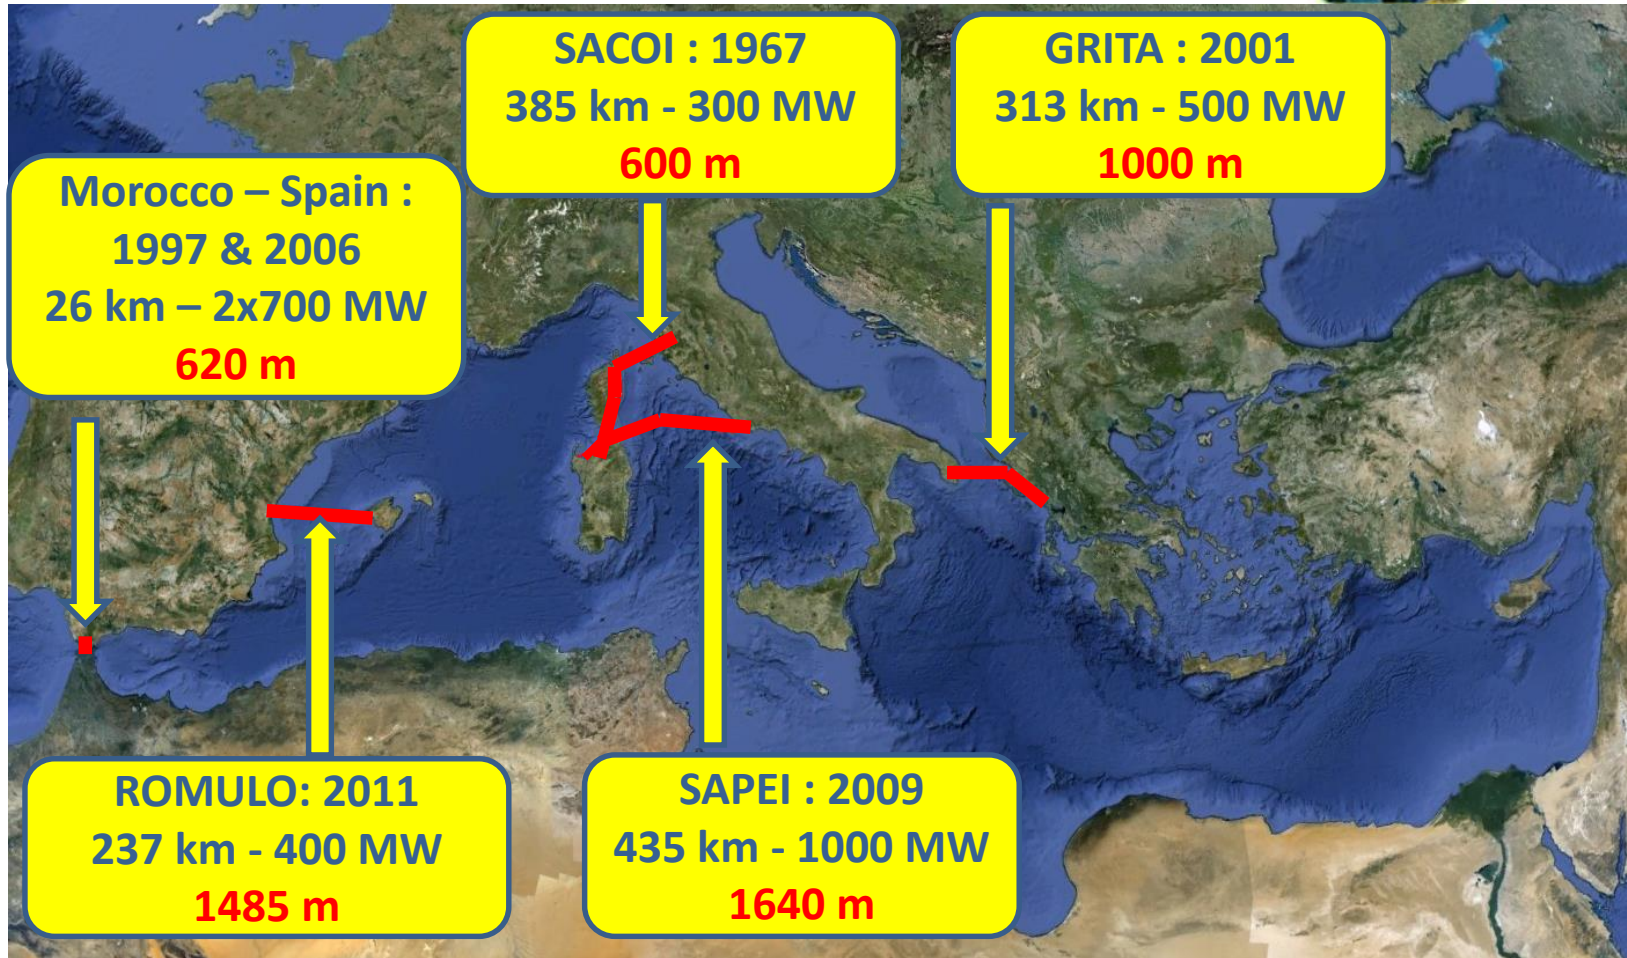 SACOI : 1967
385 km - 300 MW
600 m
GRITA : 2001
313 km - 500 MW
1000 m
Morocco – Spain :
1997 & 2006
26 km – 2x700 MW
620 m
ROMULO: 2011
237 km - 400 MW
1485 m
SAPEI : 2009
435 km - 1000 MW
1640 m